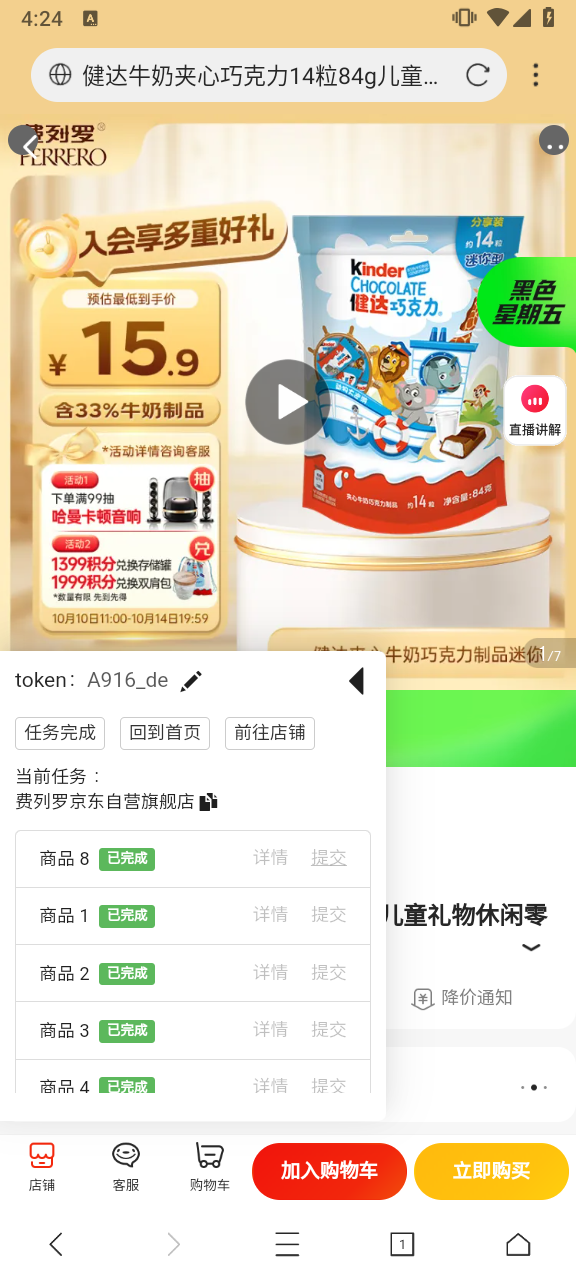 4:24
A
健达牛奶夹心巧克力14粒84g儿童…
费列罗®
FERRERO
入会享多重好礼
预估最低到手价
¥15.9
含33%牛奶制品
*活动详情咨询客服
活动1
抽
下单满99抽
哈曼卡顿音响
活动2
兑
1399积分兑换存储罐
1999积分兑换双肩包
*数量有限 先到先得
10月10日11:00-10月14日19:59
分享装
约14粒
迷你型
Kinder
CHOCOLATE
健达巧克力
夹心牛奶巧克力制品 约14粒 净含量:84克
黑色
星期五
直播讲解
健达夹心牛奶巧克力制品迷你
1/7
token: A916_de
任务完成
回到首页
前往店铺
当前任务：
费列罗京东自营旗舰店
商品 8 已完成 详情 提交
商品 1 已完成 详情 提交
商品 2 已完成 详情 提交
商品 3 已完成 详情 提交
商品 4 已完成 详情 提交
儿童礼物休闲零
降价通知
店铺
客服
购物车
加入购物车
立即购买
1